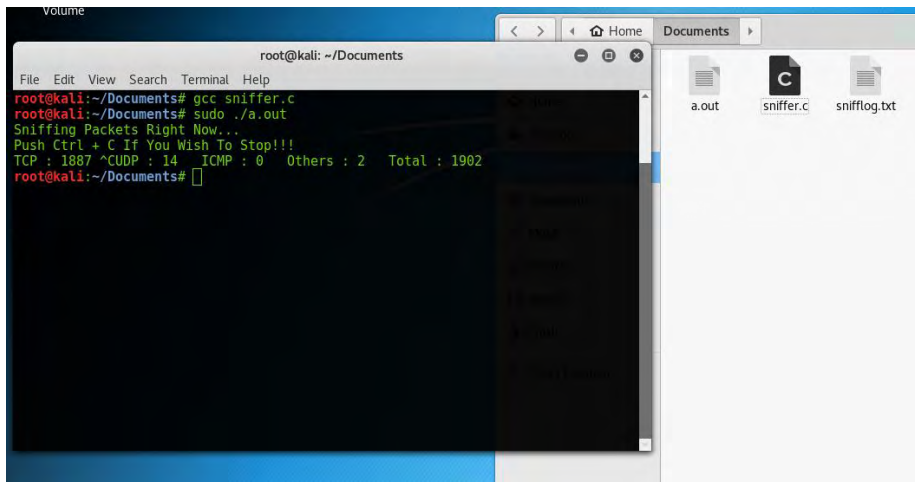 Volume
Home Documents
root@kali: ~/Documents
File Edit View Search Terminal Help
root@kali:~/Documents# gcc sniffer.c
root@kali:~/Documents# sudo ./a.out
Sniffing Packets Right Now...
Push Ctrl + C If You Wish To Stop!!!
TCP : 1887 ^CUDP : 14 ICMP : 0 Others : 2 Total : 1902
root@kali:~/Documents#
a.out
C
sniffer.c
snifflog.txt